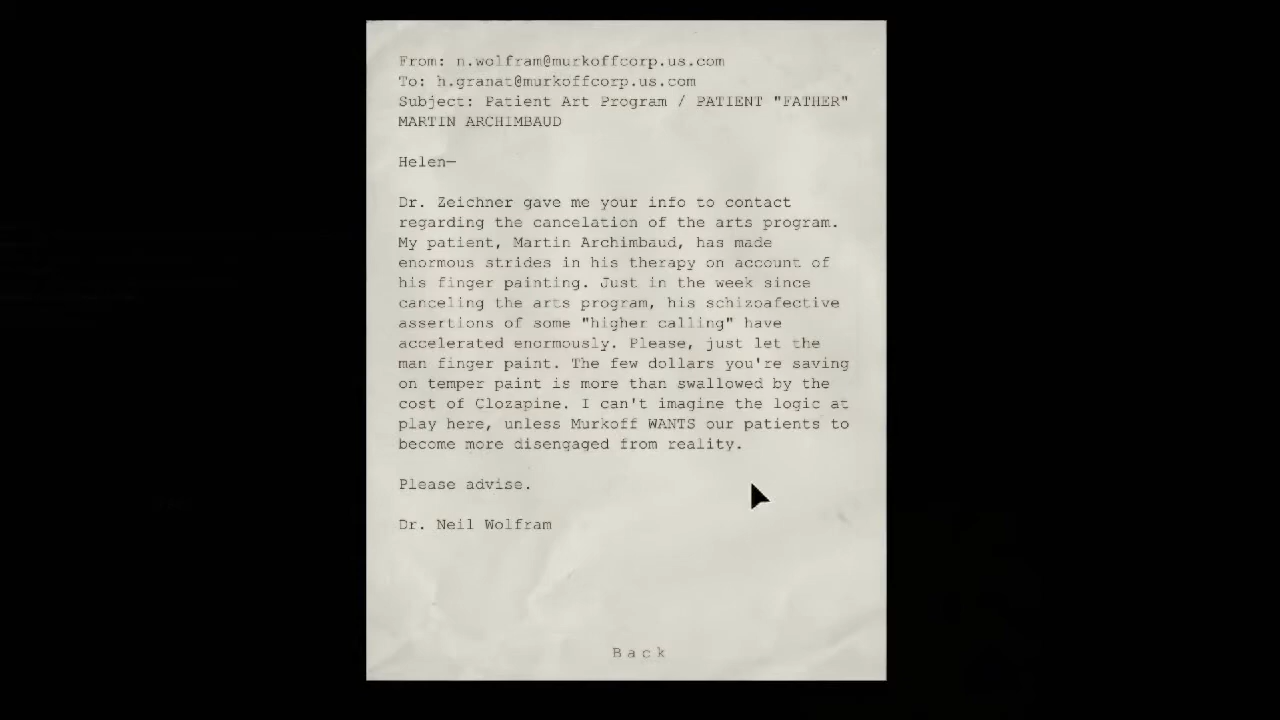 From: n.wolfram@murkoffcorp.us.com
To: h.granat@murkoffcorp.us.com
Subject: Patient Art Program / PATIENT "FATHER"
MARTIN ARCHIMBAUD
Helen—
Dr. Zeichner gave me your info to contact
regarding the cancelation of the arts program.
My patient, Martin Archimbaud, has made
enormous strides in his therapy on account of
his finger painting. Just in the week since
canceling the arts program, his schizoafective
assertions of some "higher calling" have
accelerated enormously. Please, just let the
man finger paint. The few dollars you're saving
on temper paint is more than swallowed by the
cost of Clozapine. I can't imagine the logic at
play here, unless Murkoff WANTS our patients to
become more disengaged from reality.
Please advise.
Dr. Neil Wolfram
Back